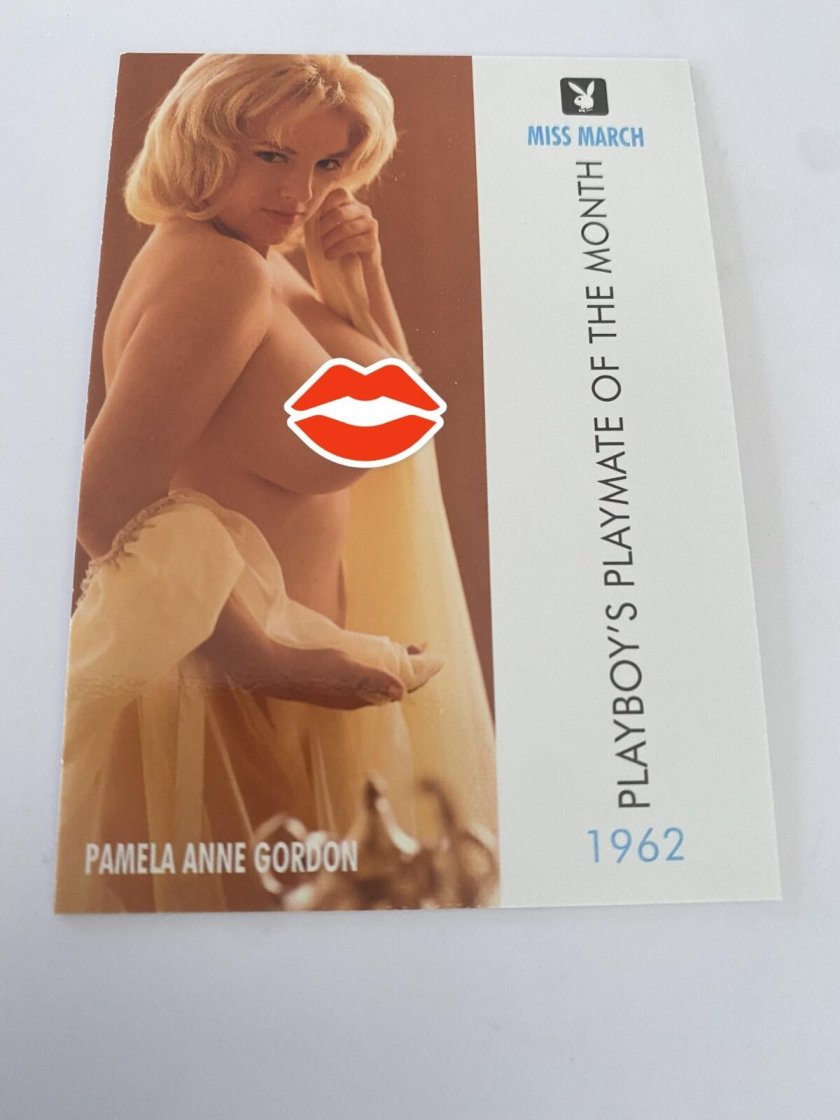 MISS MARCH
PLAYBOY'S PLAYMATE OF THE MONTH
1962
PAMELA ANNE GORDON